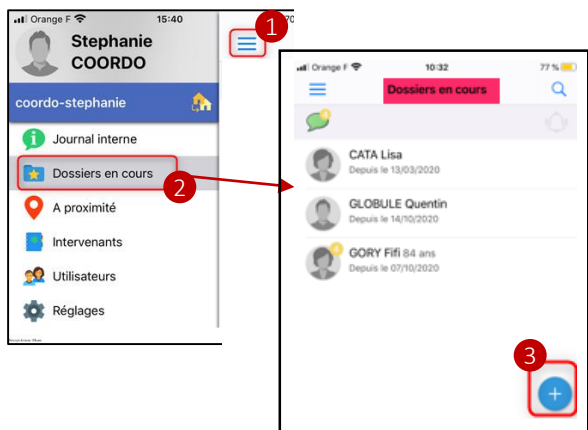 Orange F 15:40
Stephanie
COORDO
coordo-stephanie
Journal interne
Dossiers en cours
A proximité
Intervenants
Utilisateurs
Réglages
1
2
Orange F 10:32 77 %
Dossiers en cours
CATA Lisa
Depuis le 13/03/2020
GLOBULE Quentin
Depuis le 14/10/2020
GORY Fifi 84 ans
Depuis le 07/10/2020
3